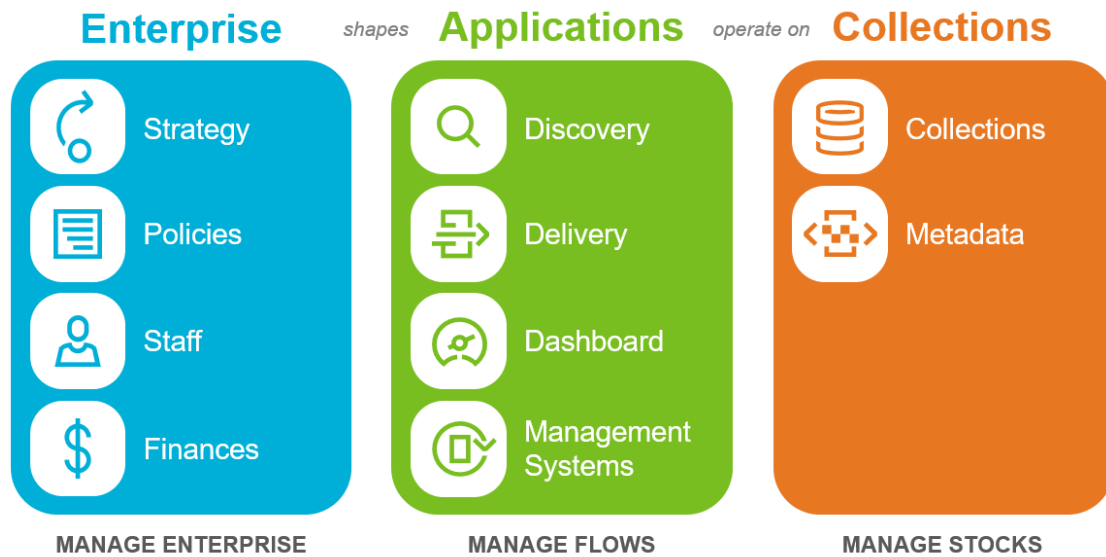 Enterprise shapes Applications operate on Collections
Strategy
Policies
Staff
Finances
Discovery
Delivery
Dashboard
Management
Systems
Collections
Metadata
MANAGE ENTERPRISE
MANAGE FLOWS
MANAGE STOCKS